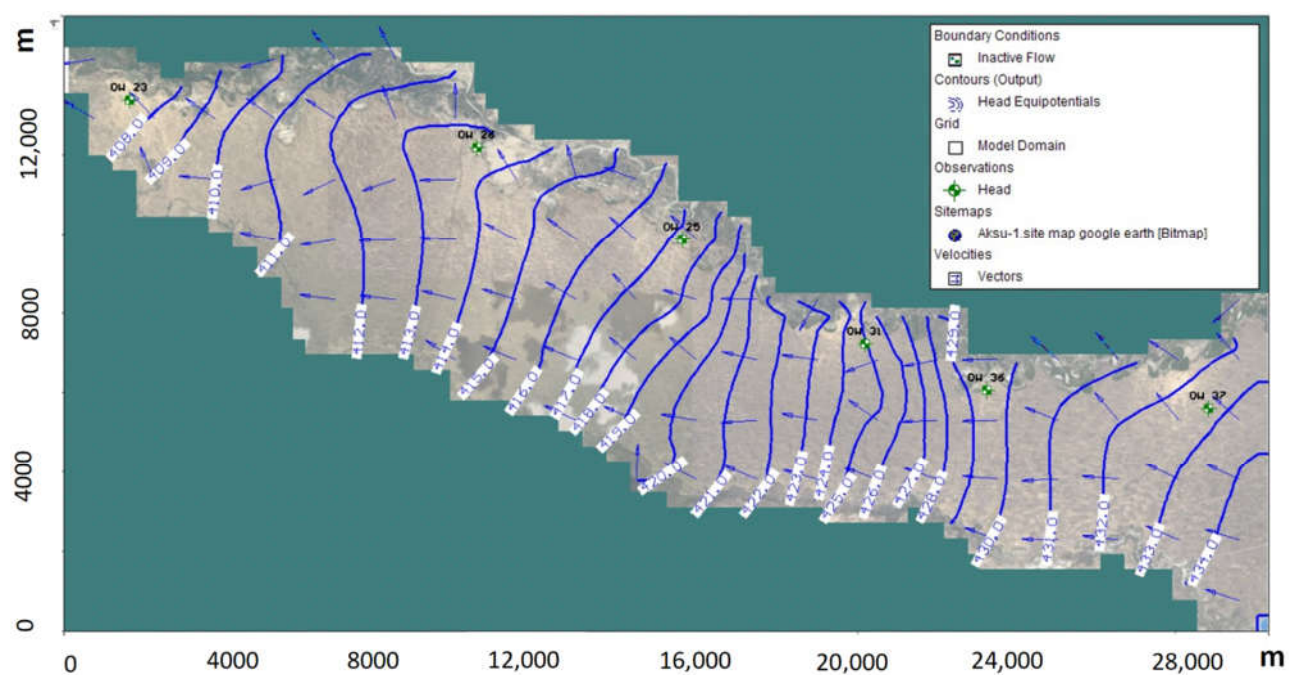 m
Boundary Conditions
Inactive Flow
Contours (Output)
Head Equipotentials
Grid
Model Domain
Observations
Head
Sitemaps
Aksu-1.site map google earth [Bitmap]
Velocities
Vectors
12,000
8000
4000
0
OW 23
OW 28
OW 25
OW 31
OW 36
OW 37
408.0
409.0
410.0
411.0
412.0
413.0
414.0
415.0
416.0
417.0
418.0
419.0
420.0
421.0
422.0
423.0
424.0
425.0
426.0
427.0
428.0
429.0
430.0
431.0
432.0
433.0
434.0
0 4000 8000 12,000 16,000 20,000 24,000 28,000 m